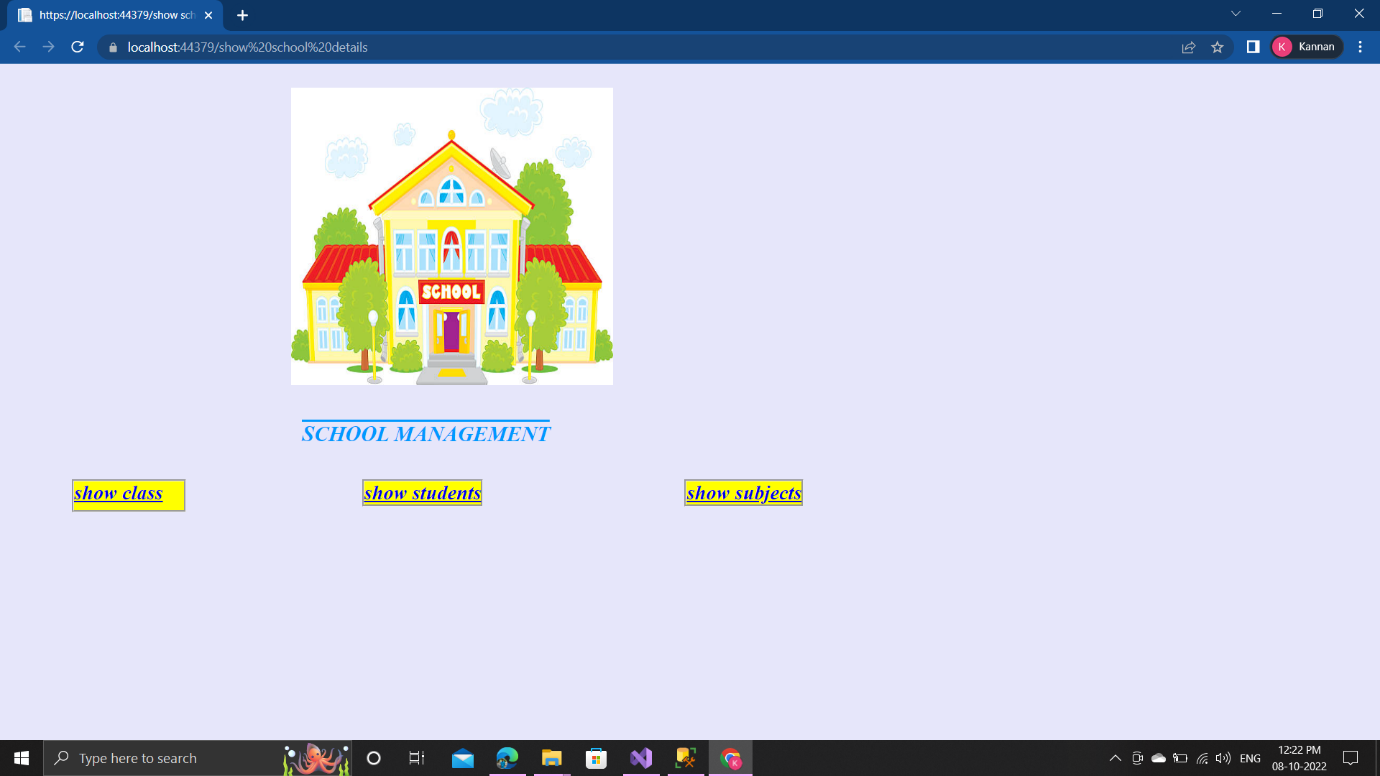 https://localhost:44379/show sch
localhost:44379/show%20school%20details
K
Kannan
SCHOOL
SCHOOL MANAGEMENT
show class
show students
show subjects
Type here to search
K
ENG
12:22 PM
08-10-2022